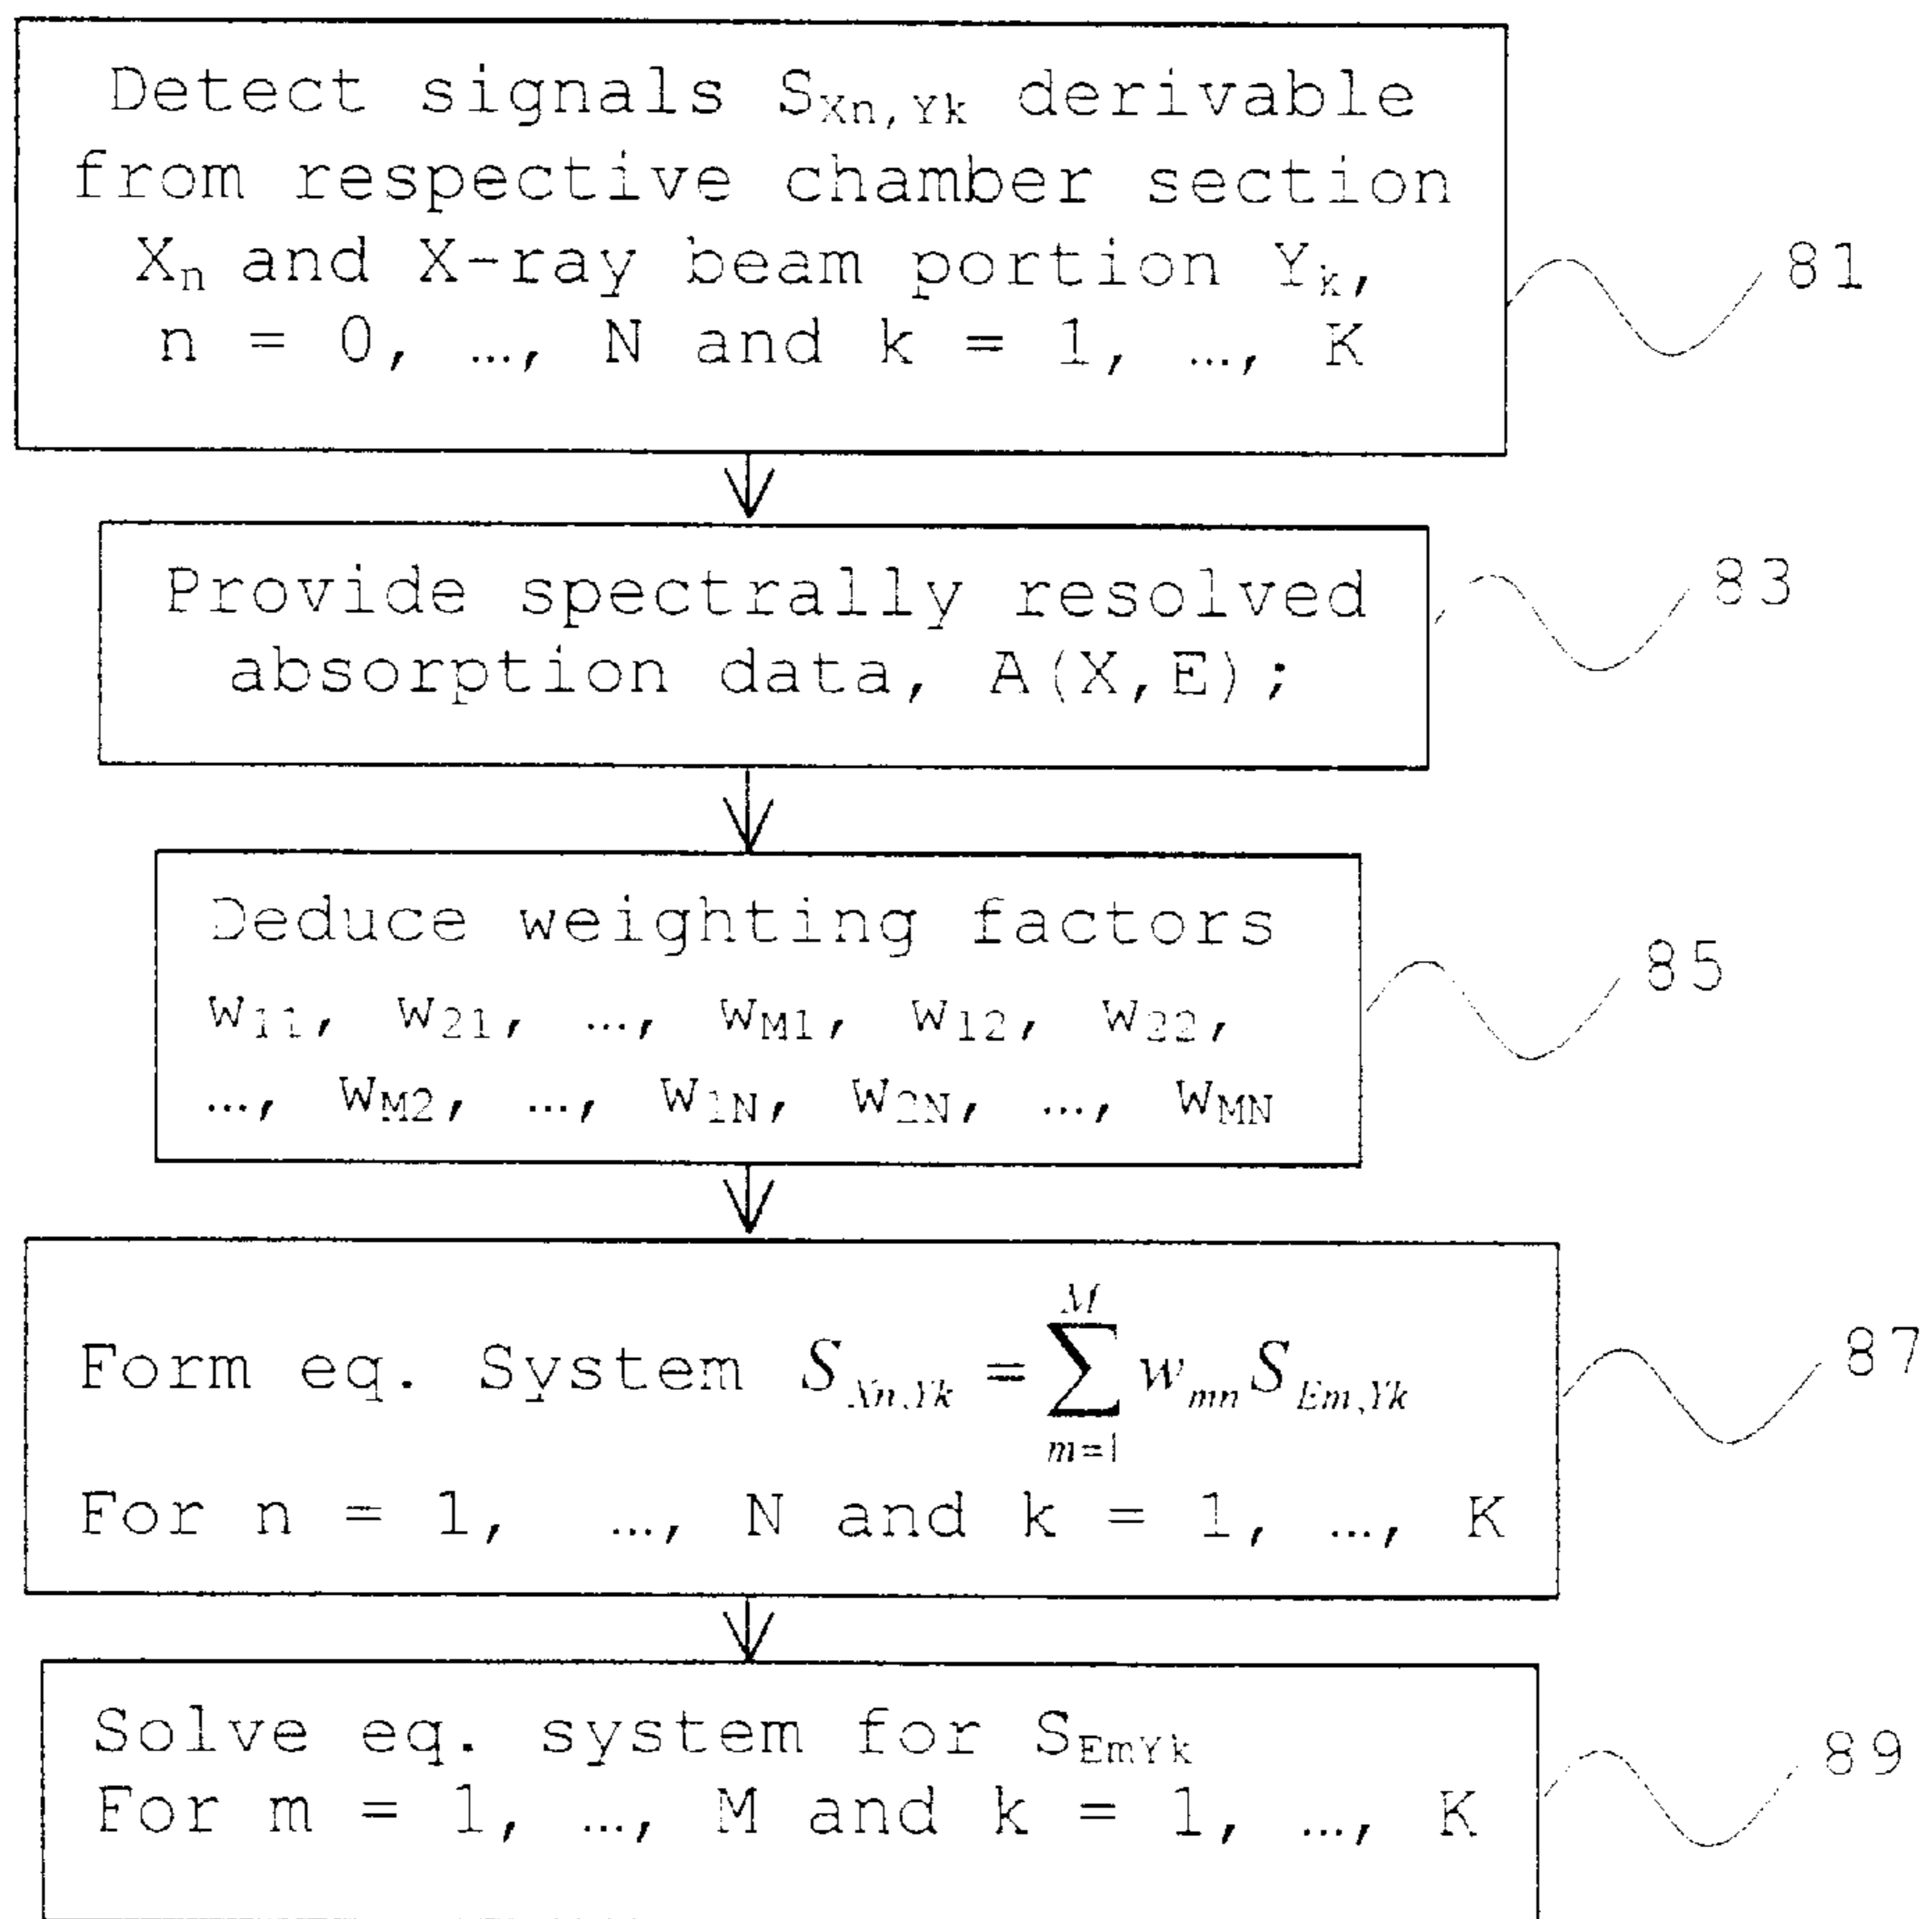 Detect signals S_{Xn,Yk} derivable
from respective chamber section
X_n and X-ray beam portion Y_k,
n = 0, …, N and k = 1, …, K
81
Provide spectrally resolved
absorption data, A(X,E);
83
Deduce weighting factors
w_{11}, w_{21}, …, w_{M1}, w_{12}, w_{22},
…, w_{M2}, …, w_{1N}, w_{2N}, …, w_{MN}
85
Form eq. System S_{Xn,Yk} = \sum_{m=1}^{M} w_{mn} S_{Em,Yk}
For n = 1, …, N and k = 1, …, K
87
Solve eq. system for S_{EmYk}
For m = 1, …, M and k = 1, …, K
89